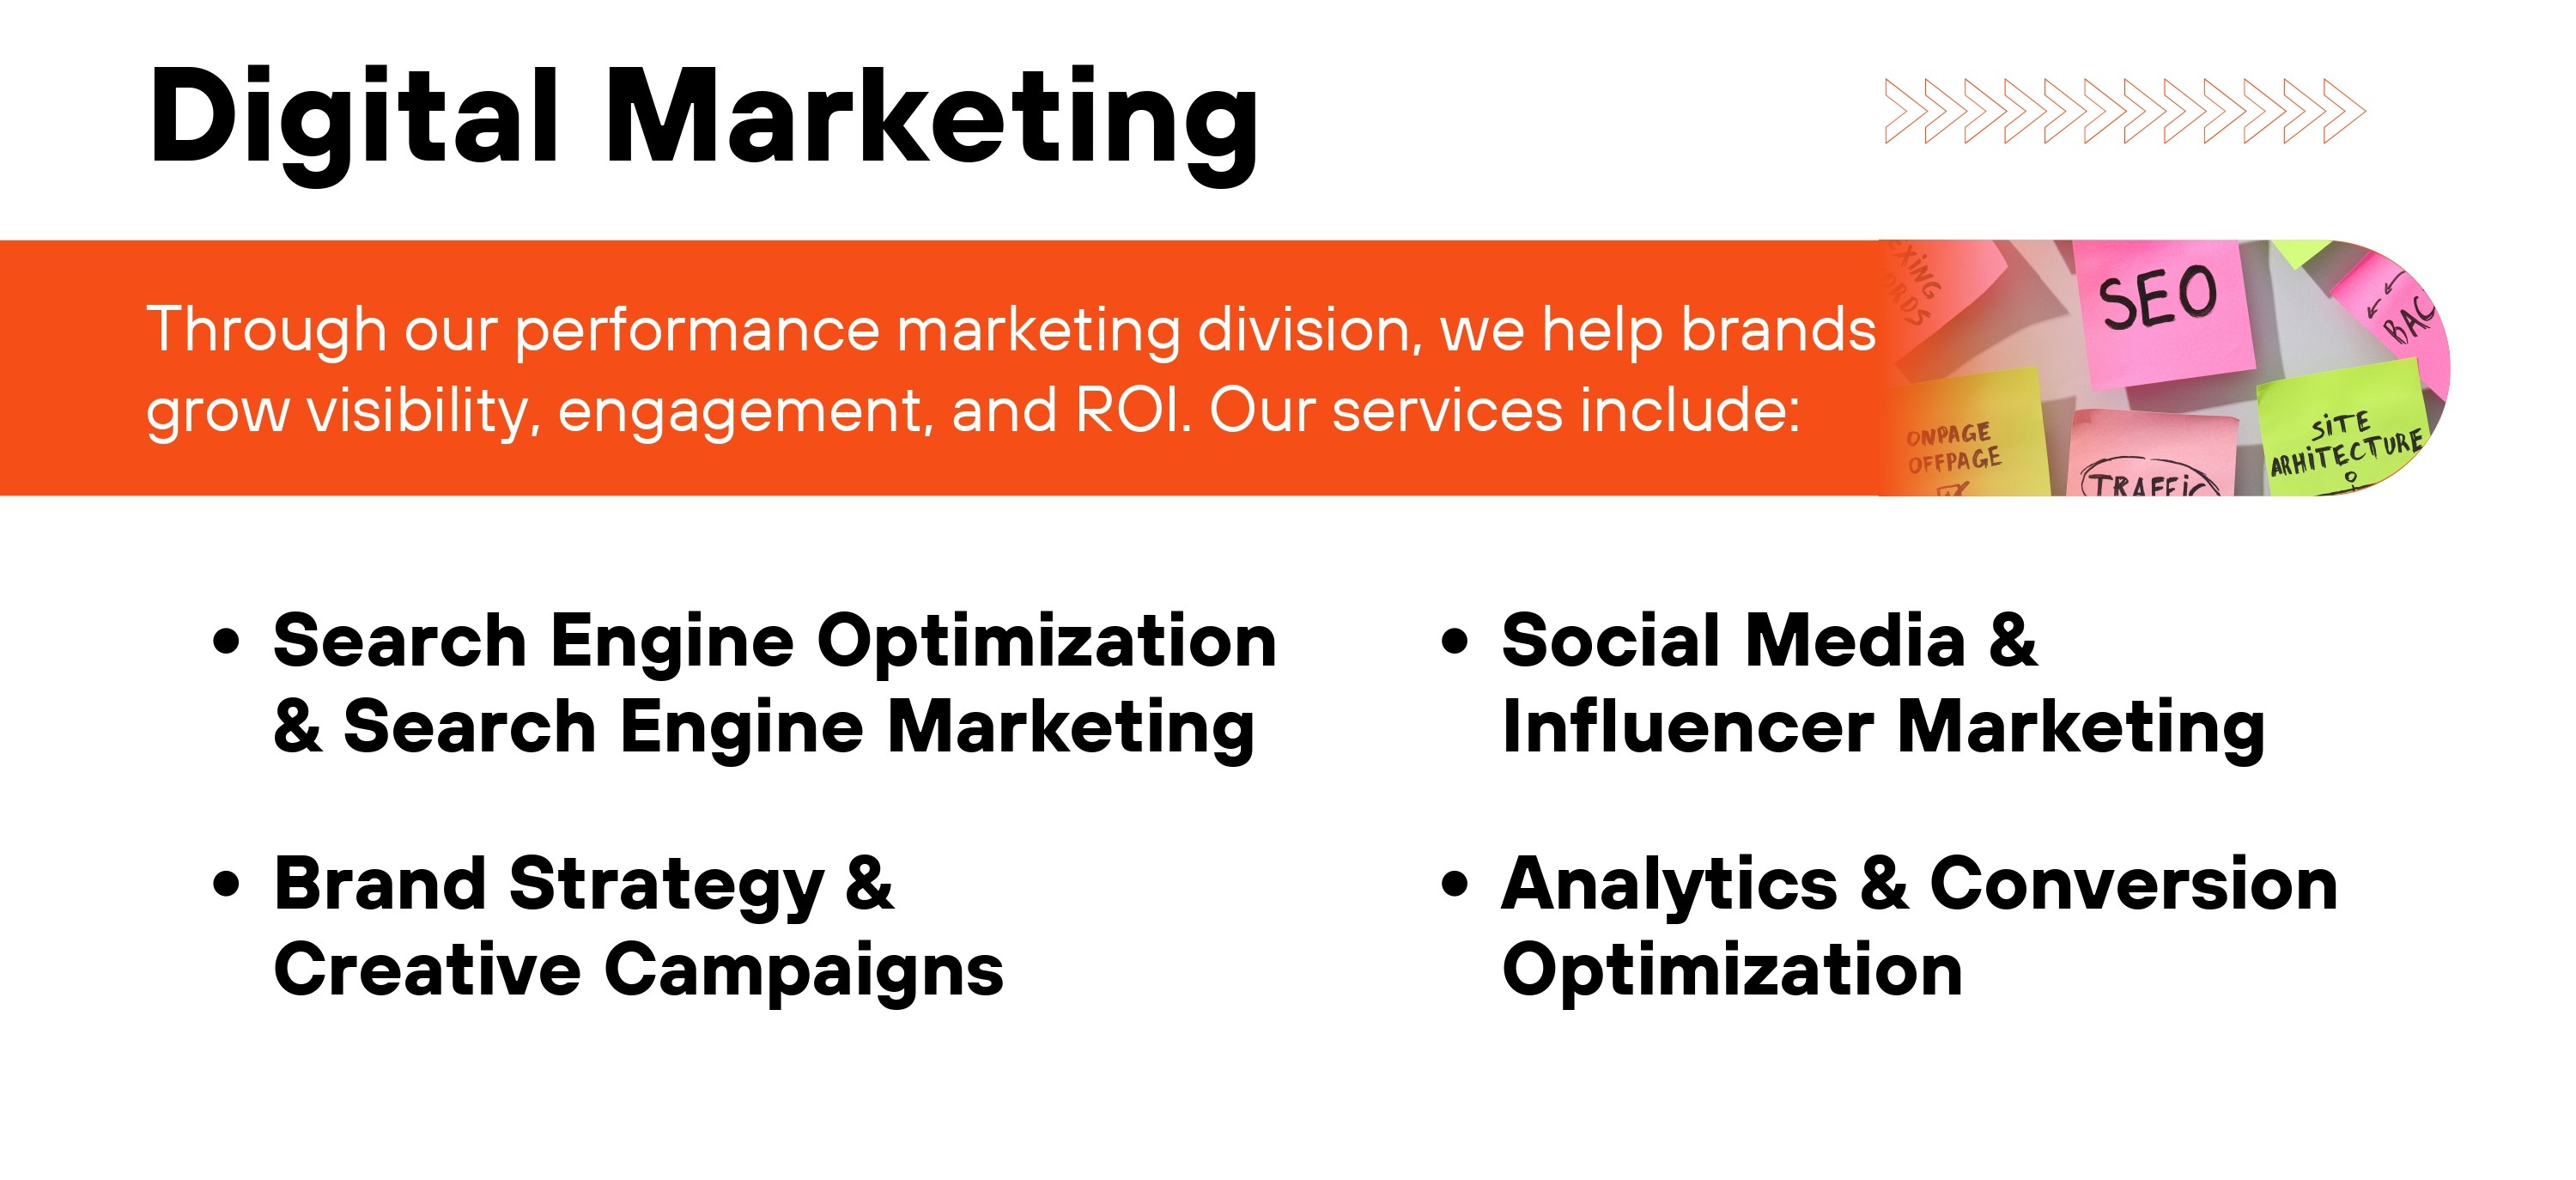 Digital Marketing
Through our performance marketing division, we help brands
grow visibility, engagement, and ROI. Our services include:
SEO
ONPAGE
OFFPAGE
TRAFFiC
SiTE
ARHiTECTURE
• Search Engine Optimization
& Search Engine Marketing
• Social Media &
Influencer Marketing
• Brand Strategy &
Creative Campaigns
• Analytics & Conversion
Optimization